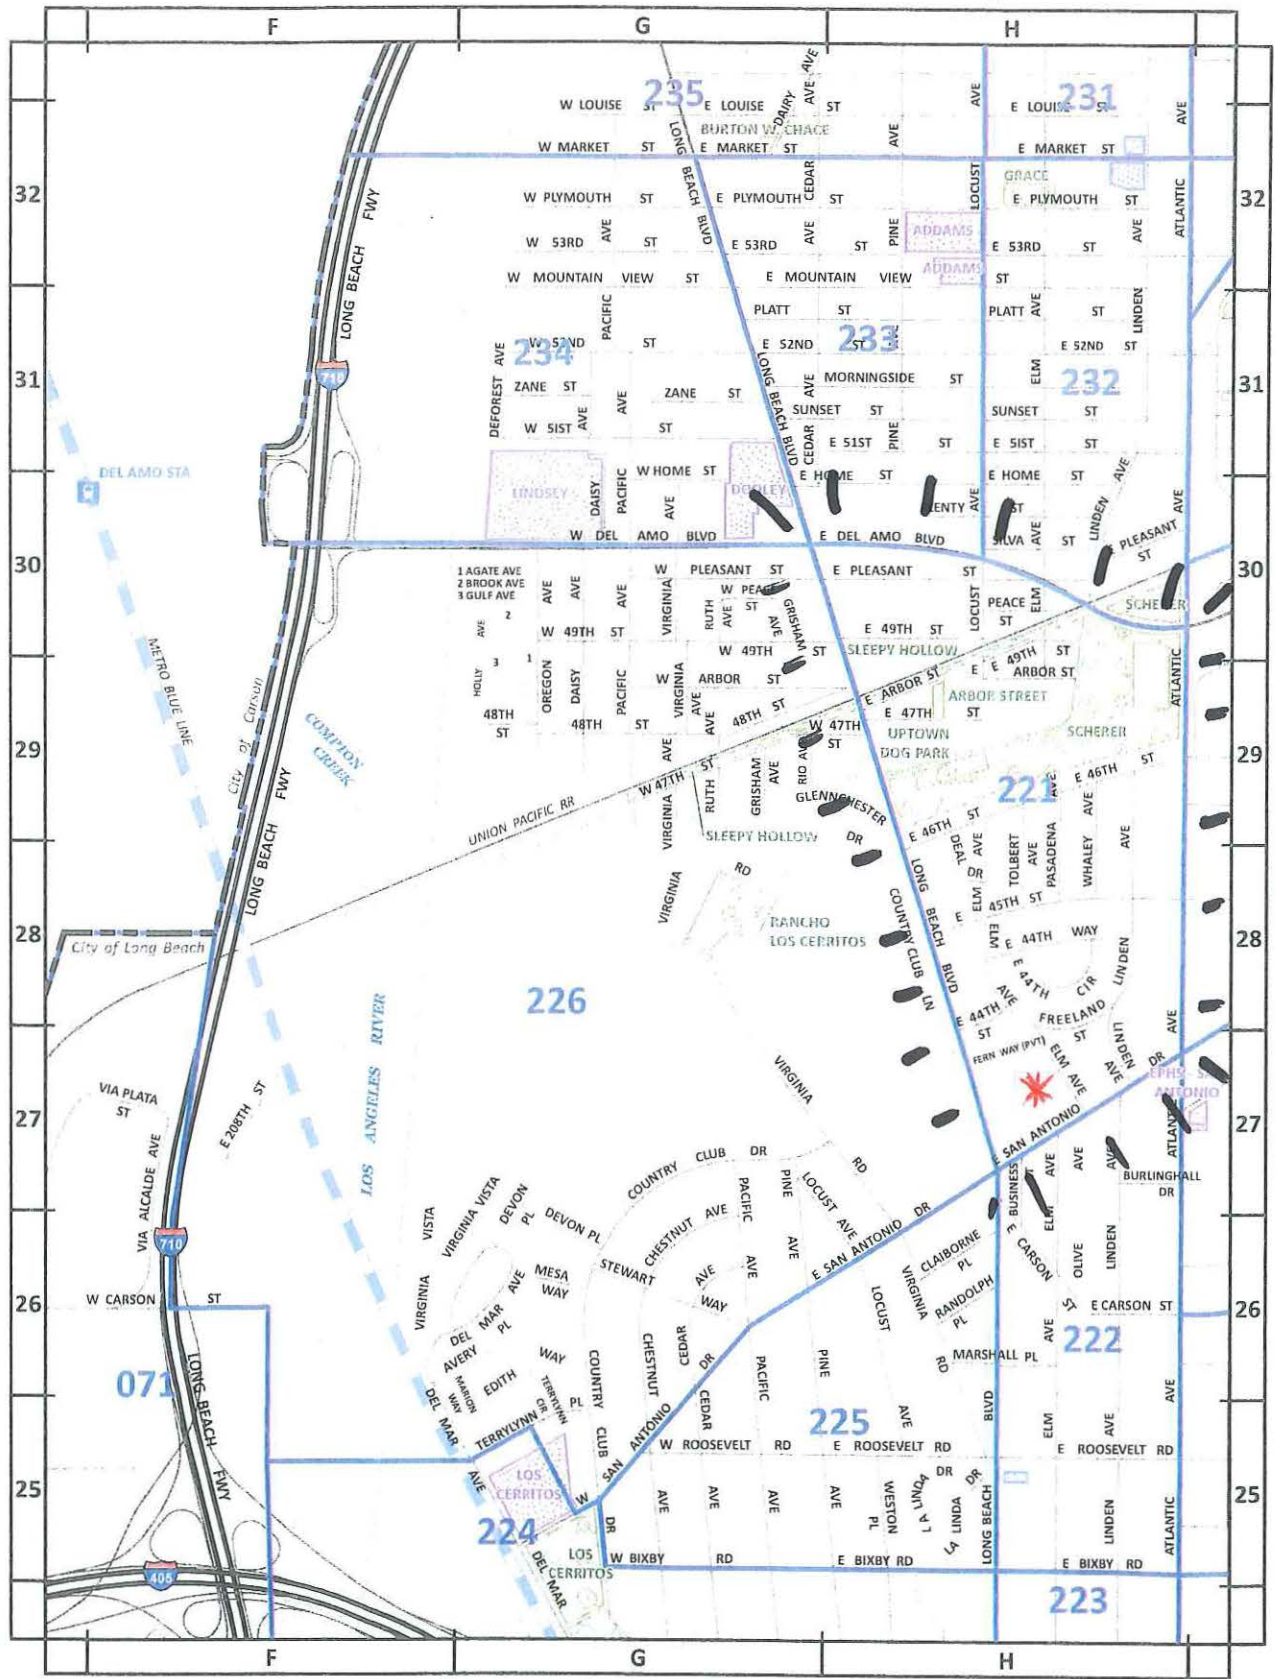 F G H
235 231
W LOUISE ST E LOUISE ST E LOUISE ST
DAIRY AVE AVE AVE AVE
BURTON W. CHACE
W MARKET ST E MARKET ST E MARKET ST
GRACE
32 32
W PLYMOUTH ST E PLYMOUTH ST E PLYMOUTH ST
LONG BEACH BLVD CEDAR AVE PINE AVE LOCUST AVE ATLANTIC AVE
ADDAMS
W 53RD ST E 53RD ST E 53RD ST
ADDAMS
W MOUNTAIN VIEW ST E MOUNTAIN VIEW ST
LONG BEACH FWY
PACIFIC AVE
PLATT ST PLATT ST
ELM AVE LINDEN AVE
234 233
W 52ND ST E 52ND ST E 52ND ST
710
31 31
DEFOREST AVE
MORNINGSIDE ST
232
ZANE ST ZANE ST
LONG BEACH BLVD
SUNSET ST SUNSET ST
W 51ST ST E 51ST ST E 51ST ST
CEDAR AVE PINE
DEL AMO STA
W HOME ST E HOME ST E HOME ST
LINDSEY DOOLEY
DAISY PACIFIC AVE
LINDEN AVE
SILVA ST
W DEL AMO BLVD E DEL AMO BLVD
E PLEASANT ST
30 30
1 AGATE AVE
2 BROOK AVE
3 GULF AVE
W PLEASANT ST E PLEASANT ST
W PEACE ST
PEACE ST
SCHERER
W 49TH ST E 49TH ST
SLEEPY HOLLOW
W 49TH ST E 49TH ST
HOLLY AVE OREGON AVE DAISY AVE PACIFIC AVE VIRGINIA RUTH AVE GRISHAM AVE LOCUST ELM
W ARBOR ST E ARBOR ST E ARBOR ST
VIRGINIA AVE AVE
ARBOR STREET
48TH ST 48TH ST 48TH ST
W 47TH ST E 47TH ST
ATLANTIC
UPTOWN DOG PARK
SCHERER
METRO BLUE LINE
City of Carson
COMPTON CREEK
29 29
W 47TH ST
E 46TH ST
221
LONG BEACH FWY
UNION PACIFIC RR
VIRGINIA AVE RUTH GRISHAM AVE RIO AVE
GLENNCHESTER DR
SLEEPY HOLLOW
E 46TH ST
DEAL DR
ELM AVE TOLBERT AVE PASADENA AVE WHALEY AVE AVE
VIRGINIA RD
E 45TH ST
RANCHO LOS CERRITOS
COUNTRY CLUB LN
LONG BEACH BLVD
28 28
City of Long Beach
E 44TH WAY
E 44TH CIR
ELM AVE
LINDEN
226
LOS ANGELES RIVER
E 44TH ST
FREELAND ST
FERN WAY (PVT)
ELM AVE LINDEN AVE
AVE
27 27
VIA PLATA ST
E 208TH ST
VIRGINIA RD
VIA ALCALDE AVE
E SAN ANTONIO DR
ATLANTIC
COUNTRY CLUB DR
BURLINGHALL DR
VIRGINIA VISTA
VIRGINIA VISTA
DEVON PL
DEVON PL
CHESTNUT AVE
PACIFIC AVE
PINE AVE
LOCUST AVE
BUSINESS
ELM AVE OLIVE AVE LINDEN AVE
E CARSON ST
E SAN ANTONIO DR
710
STEWART WAY
MESA WAY
CLAIBORNE PL
RANDOLPH PL
26 26
W CARSON ST
E CARSON ST
DEL MAR AVE
AVERY PL
EDITH WAY
MARION WAY
TERRYLYNN CIR
TERRYLYNN PL
COUNTRY CLUB DR
CHESTNUT AVE
CEDAR AVE
CEDAR
PACIFIC
PINE
LOCUST AVE
VIRGINIA RD
MARSHALL PL
222
071
LONG BEACH FWY
DEL MAR AVE
225
W SAN ANTONIO DR
W ROOSEVELT RD E ROOSEVELT RD E ROOSEVELT RD
25 25
LOS CERRITOS
224
LOS CERRITOS
DEL MAR
AVE AVE AVE AVE
WESTON PL
LA LINDA DR
LA LINDA DR
LONG BEACH BLVD
ELM AVE
LINDEN
ATLANTIC AVE
405
W BIXBY RD E BIXBY RD E BIXBY RD
223
F G H